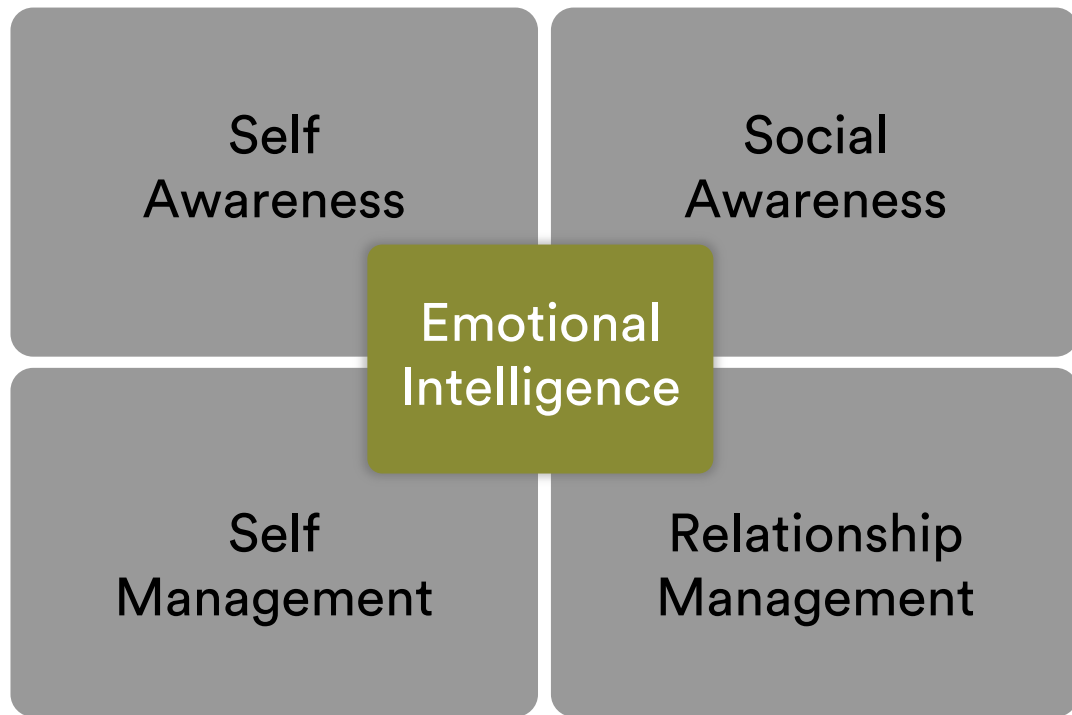 Self
Awareness
Social
Awareness
Emotional
Intelligence
Self
Management
Relationship
Management